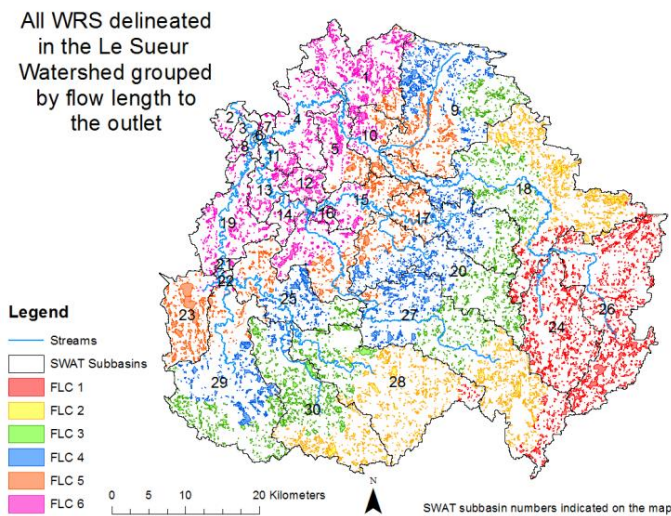 All WRS delineated
in the Le Sueur
Watershed grouped
by flow length to
the outlet
1
2
3
4
9
7
6
8
10
5
11
12
13
15
18
14
16
17
19
20
21
22
25
23
24
26
27
28
29
30
Legend
Streams
SWAT Subbasins
FLC 1
FLC 2
FLC 3
FLC 4
FLC 5
FLC 6
0 5 10 20 Kilometers
N
SWAT subbasin numbers indicated on the map